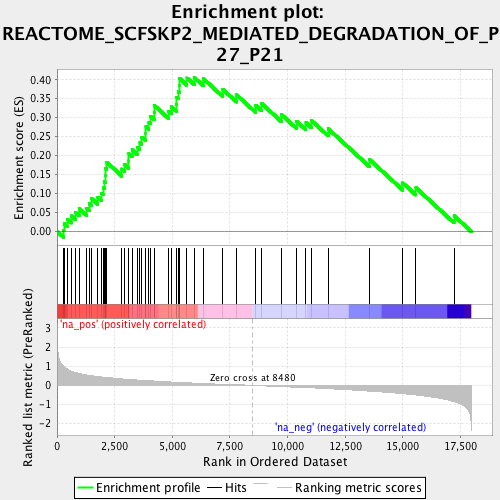 Enrichment plot:
REACTOME_SCFSKP2_MEDIATED_DEGRADATION_OF_P
27_P21
Enrichment score (ES)
0.40
0.35
0.30
0.25
0.20
0.15
0.10
0.05
0.00
'na_pos' (positively correlated)
Ranked list metric (PreRanked)
3
2
1
0
-1
-2
Zero cross at 8480
'na_neg' (negatively correlated)
0 2,500 5,000 7,500 10,000 12,500 15,000 17,500
Rank in Ordered Dataset
Enrichment profile Hits Ranking metric scores